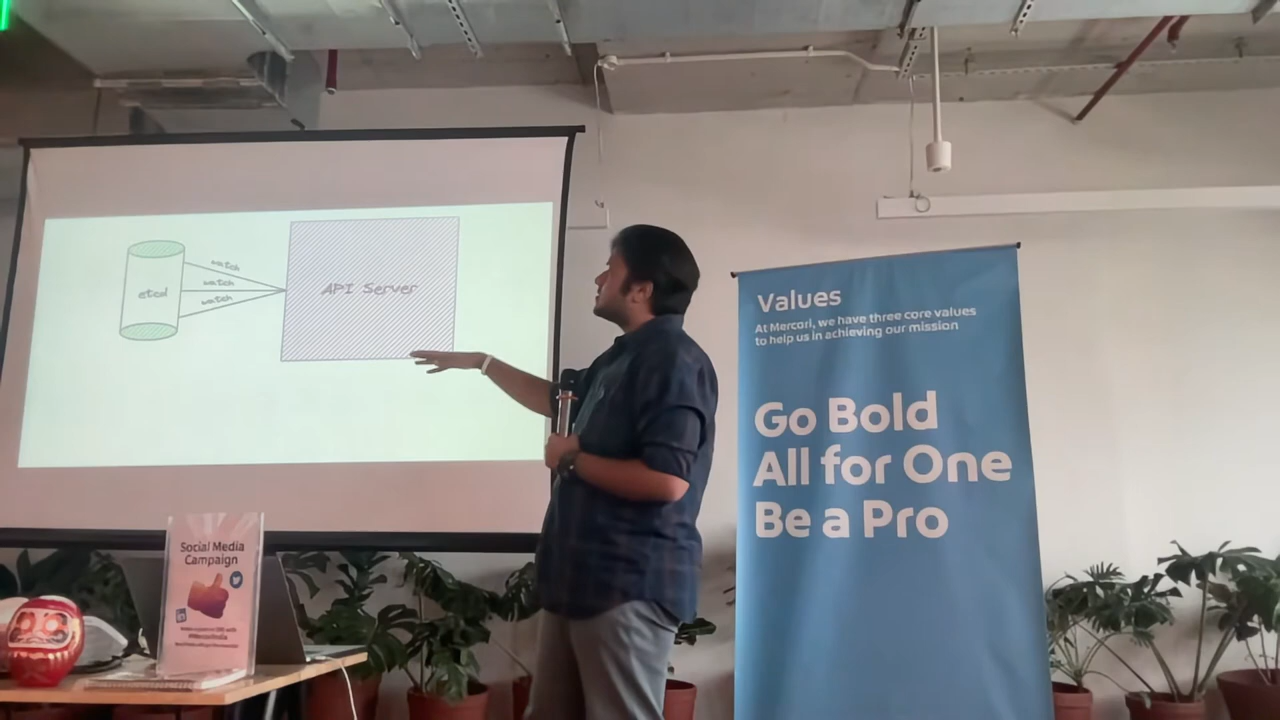 watch
watch
watch
etcd
API Server
Values
At Mercari, we have three core values
to help us in achieving our mission
Go Bold
All for One
Be a Pro
Social Media
Campaign
#MercariIndia